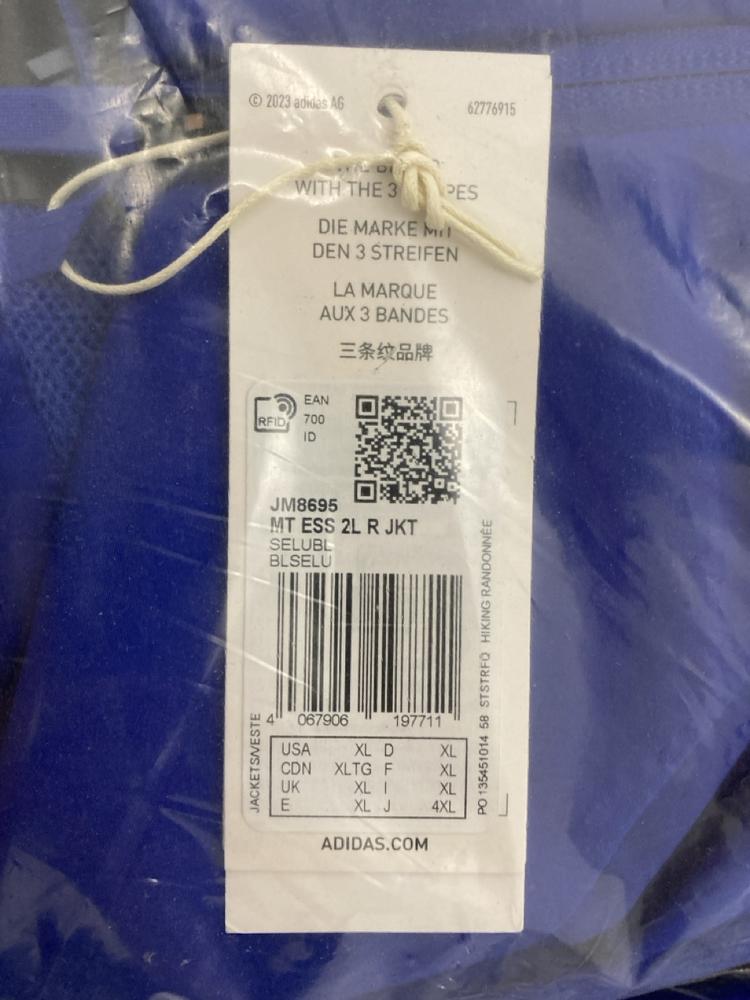 © 2023 adidas AG
62776915
WITH THE 3
DIE MARKE MIT
DEN 3 STREIFEN
LA MARQUE
AUX 3 BANDES
三条纹品牌
RFID
EAN
700
ID
JM8695
MT ESS 2L R JKT
SELUBL
BLSELU
4 067906 197711
JACKETS/VESTE
PO 135451014 58 STSTRFQ HIKING RANDONNÉE
USA XL D XL
CDN XLTG F XL
UK XL I XL
E XL J 4XL
ADIDAS.COM